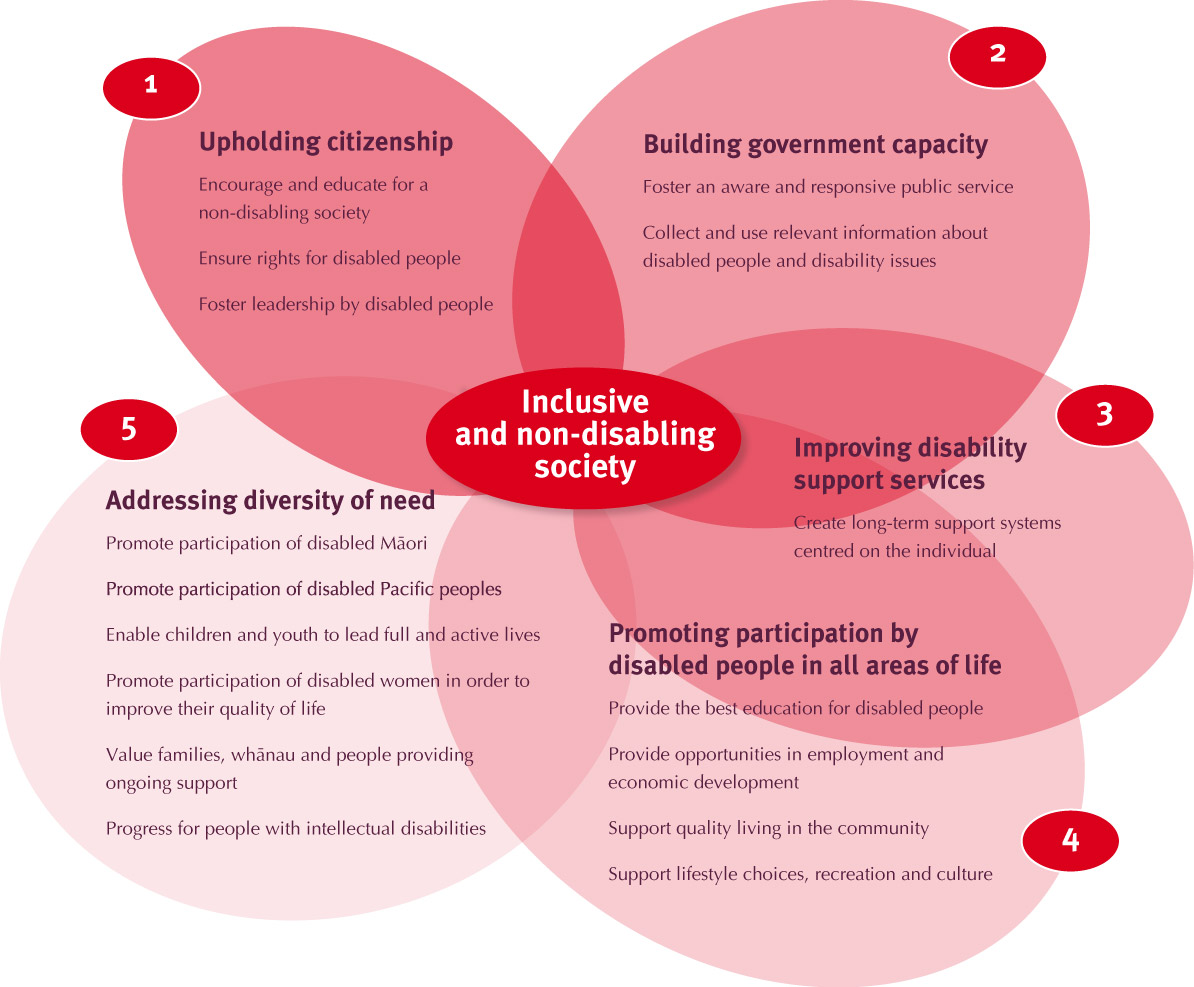 1
Upholding citizenship
Encourage and educate for a
non-disabling society
Ensure rights for disabled people
Foster leadership by disabled people
2
Building government capacity
Foster an aware and responsive public service
Collect and use relevant information about
disabled people and disability issues
Inclusive
and non-disabling
society
3
Improving disability
support services
Create long-term support systems
centred on the individual
Promoting participation by
disabled people in all areas of life
Provide the best education for disabled people
Provide opportunities in employment and
economic development
Support quality living in the community
Support lifestyle choices, recreation and culture
4
5
Addressing diversity of need
Promote participation of disabled Māori
Promote participation of disabled Pacific peoples
Enable children and youth to lead full and active lives
Promote participation of disabled women in order to
improve their quality of life
Value families, whānau and people providing
ongoing support
Progress for people with intellectual disabilities